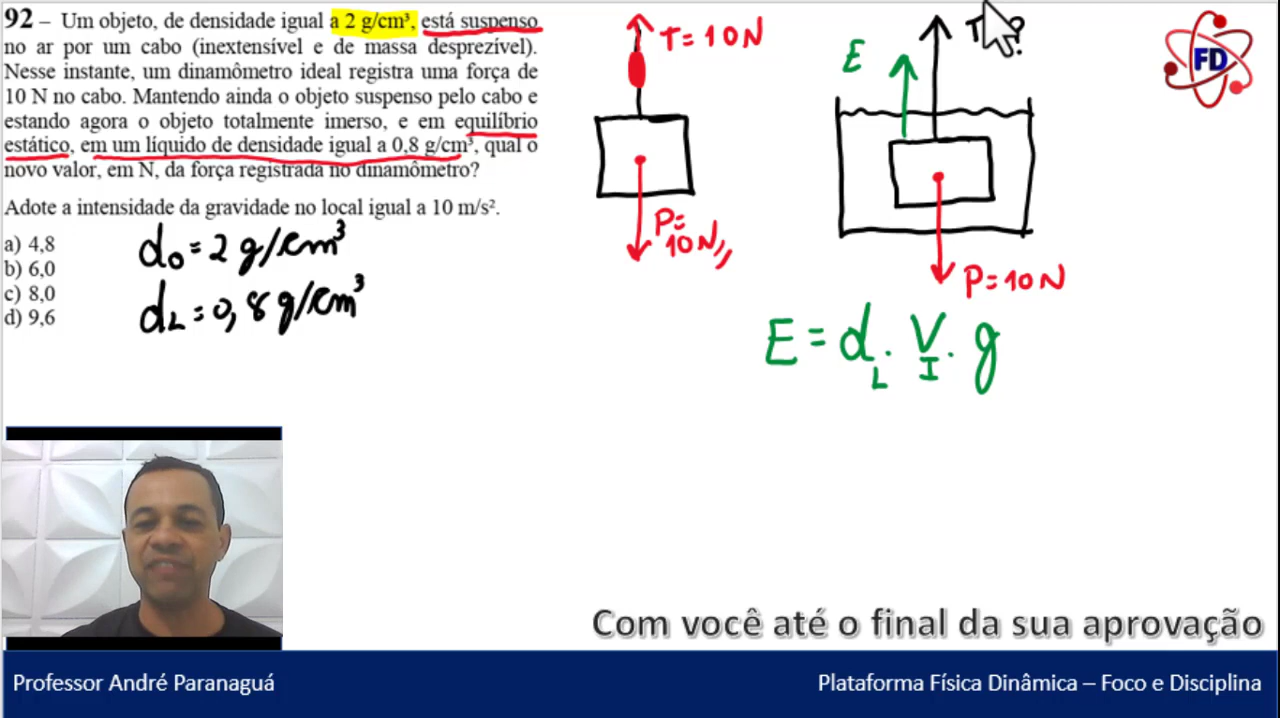 92 – Um objeto, de densidade igual a 2 g/cm³, está suspenso
no ar por um cabo (inextensível e de massa desprezível).
Nesse instante, um dinamômetro ideal registra uma força de
10 N no cabo. Mantendo ainda o objeto suspenso pelo cabo e
estando agora o objeto totalmente imerso, e em equilíbrio
estático, em um líquido de densidade igual a 0,8 g/cm³, qual o
novo valor, em N, da força registrada no dinamômetro?
Adote a intensidade da gravidade no local igual a 10 m/s².
a) 4,8
b) 6,0
c) 8,0
d) 9,6
do = 2 g/cm³
dL = 0,8 g/cm³
T = 10N
P =
10N,,
E
?
P = 10N
E = dL . VI . g
FD
Com você até o final da sua aprovação
Professor André Paranaguá
Plataforma Física Dinâmica – Foco e Disciplina